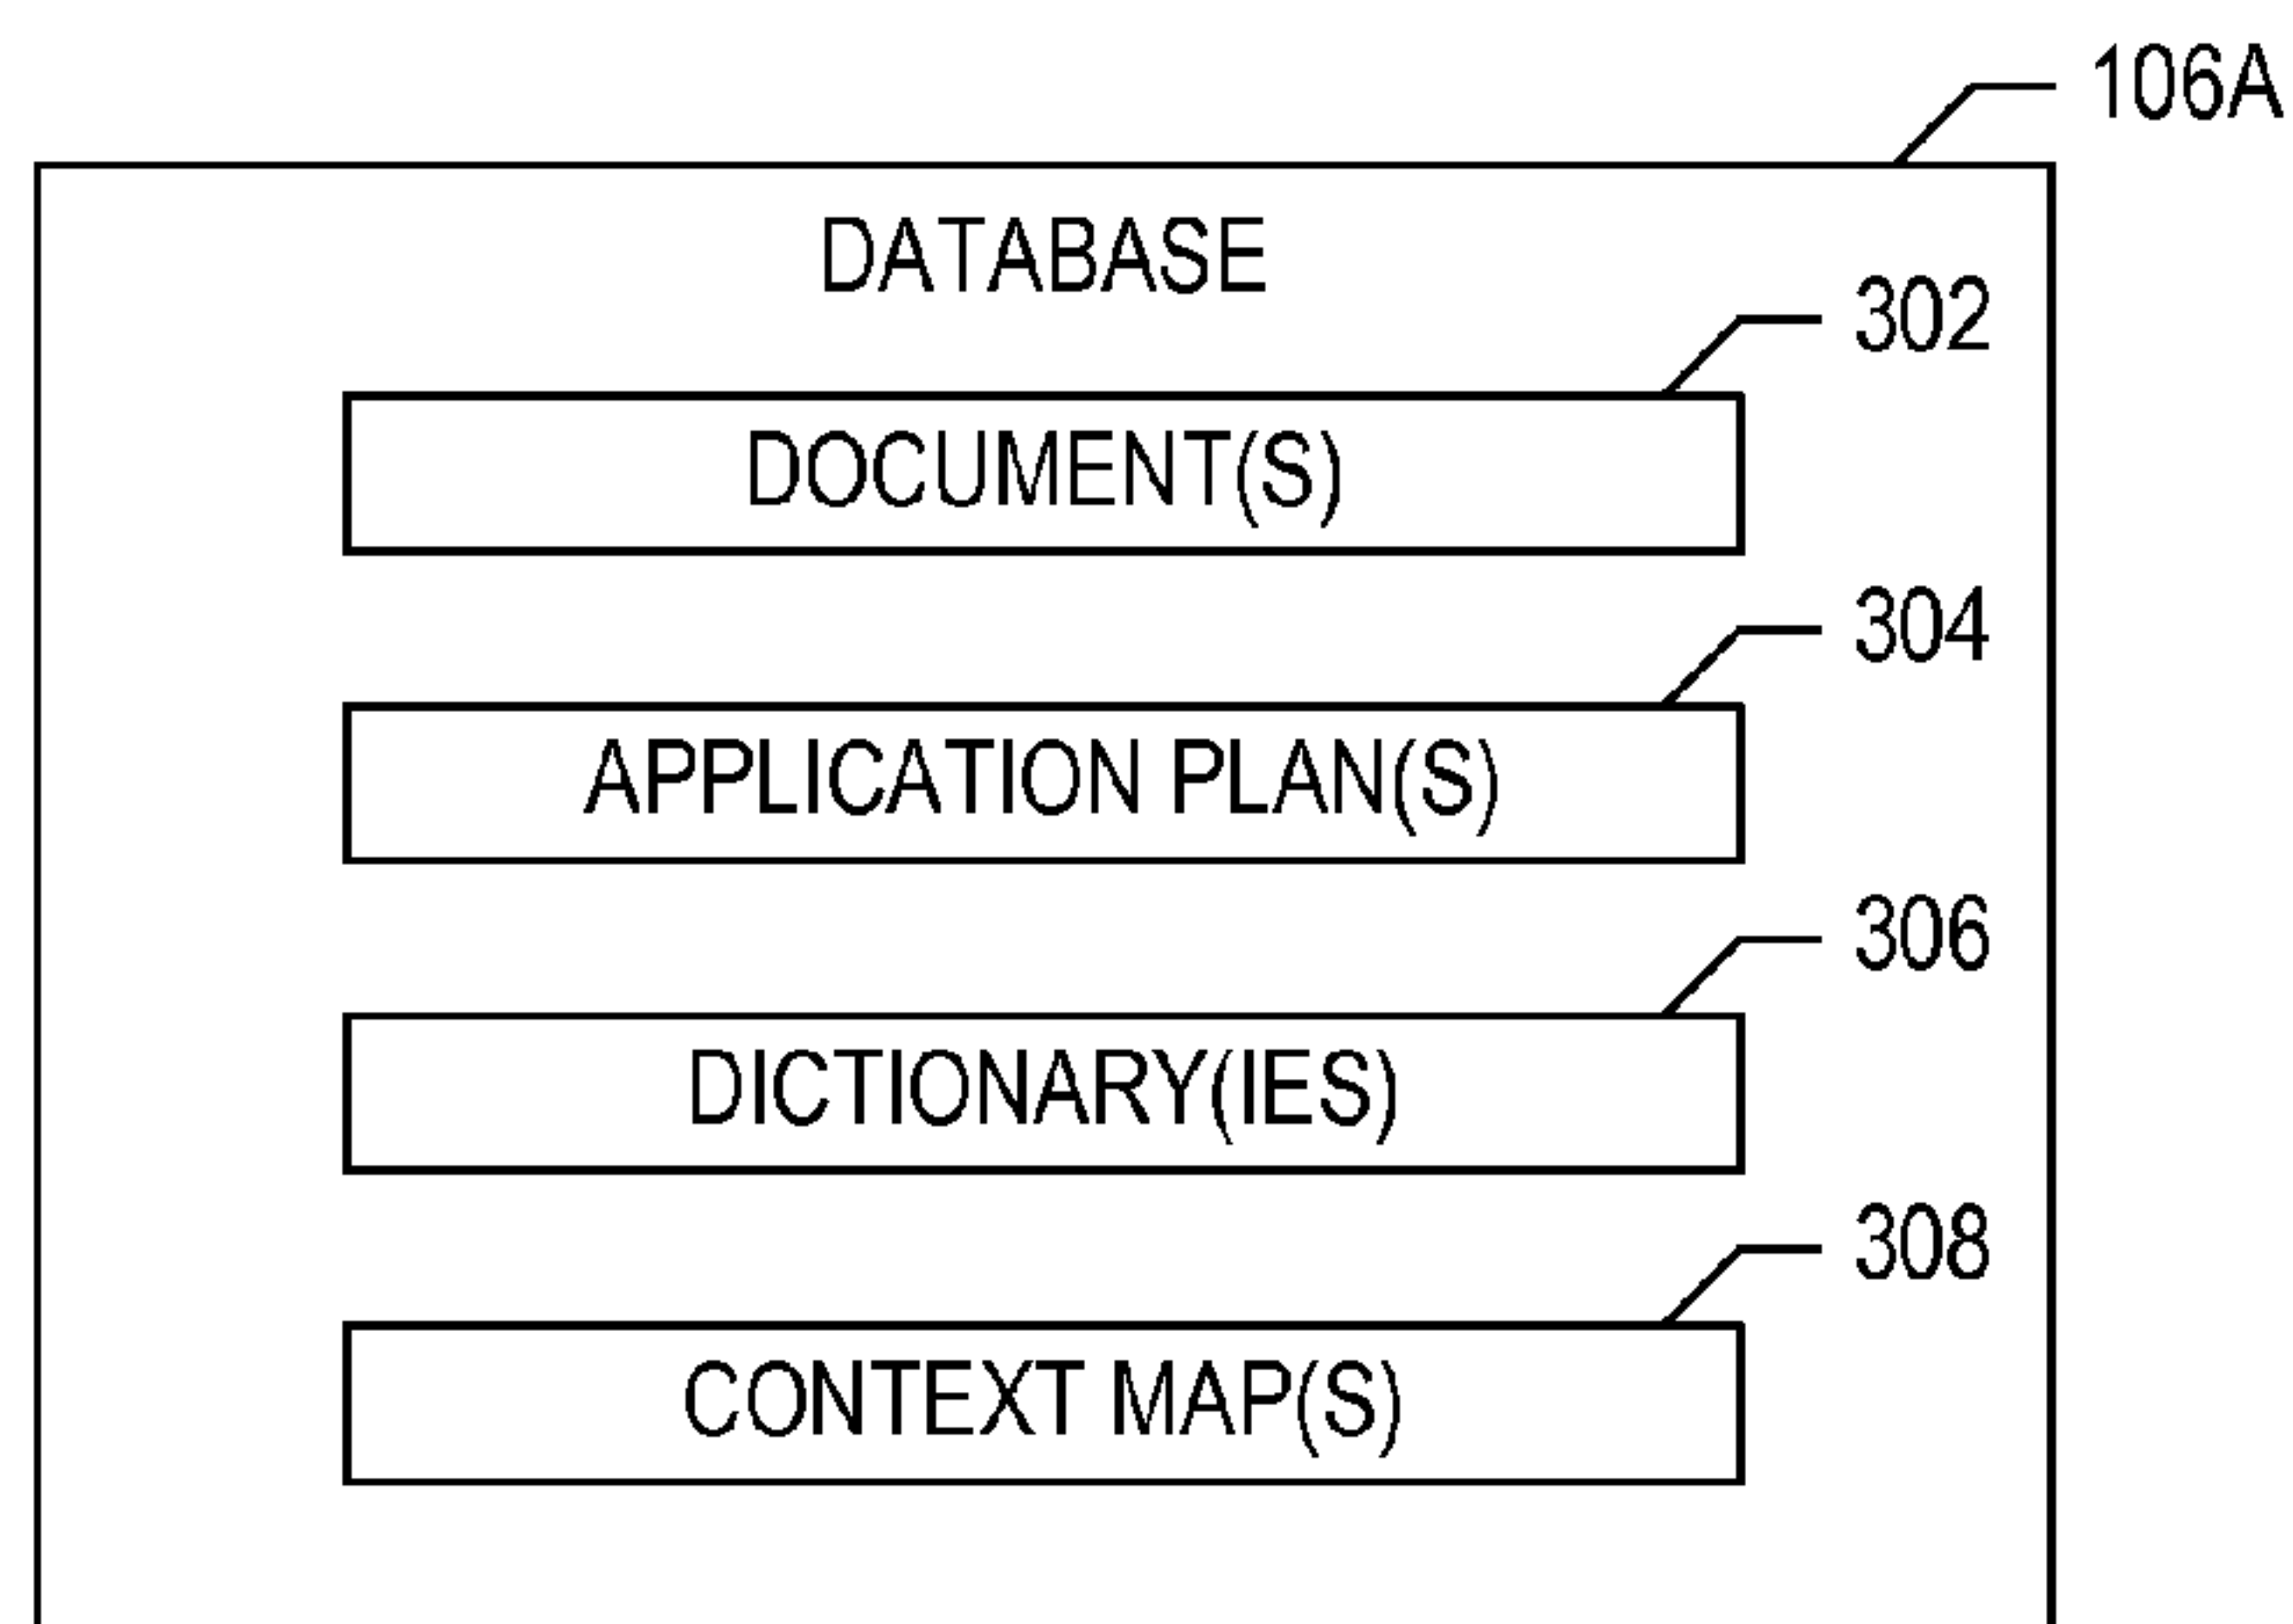 106A
DATABASE
302
DOCUMENT(S)
304
APPLICATION PLAN(S)
306
DICTIONARY(IES)
308
CONTEXT MAP(S)